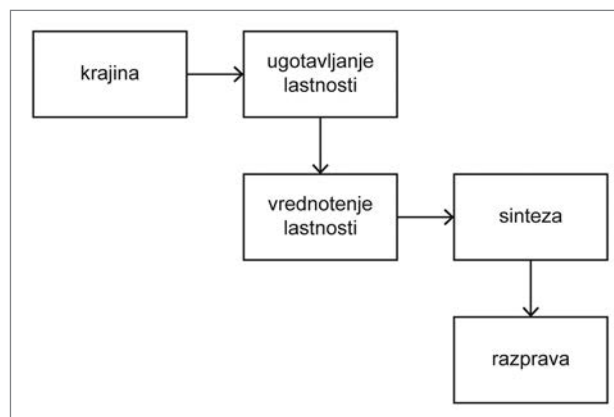 krajina
ugotavljanje
lastnosti
vrednotenje
lastnosti
sinteza
razprava